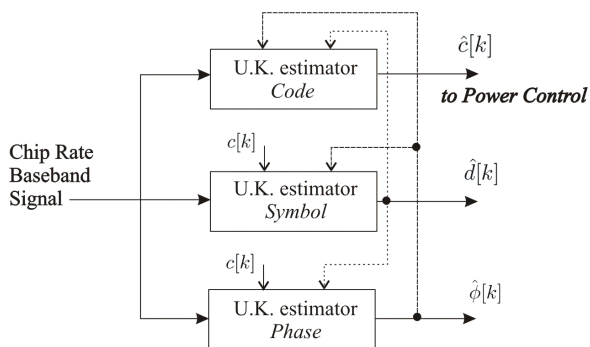 U.K. estimator
Code
ĉ[k]
to Power Control
Chip Rate
Baseband
Signal
c[k]
U.K. estimator
Symbol
d̂[k]
c[k]
U.K. estimator
Phase
ϕ̂[k]